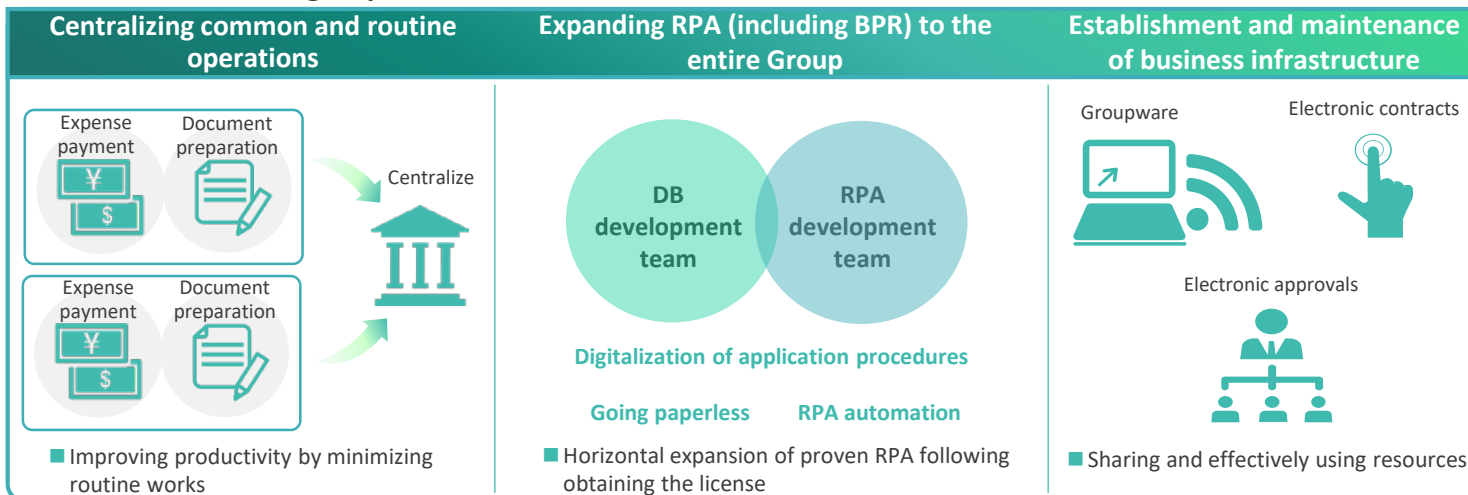 Centralizing common and routine
operations
Expense
payment
Document
preparation
¥
$
Centralize
Expense
payment
Document
preparation
¥
$
Improving productivity by minimizing
routine works
Expanding RPA (including BPR) to the
entire Group
DB
development
team
RPA
development
team
Digitalization of application procedures
Going paperless
RPA automation
Horizontal expansion of proven RPA following
obtaining the license
Establishment and maintenance
of business infrastructure
Groupware
Electronic contracts
Electronic approvals
Sharing and effectively using resources